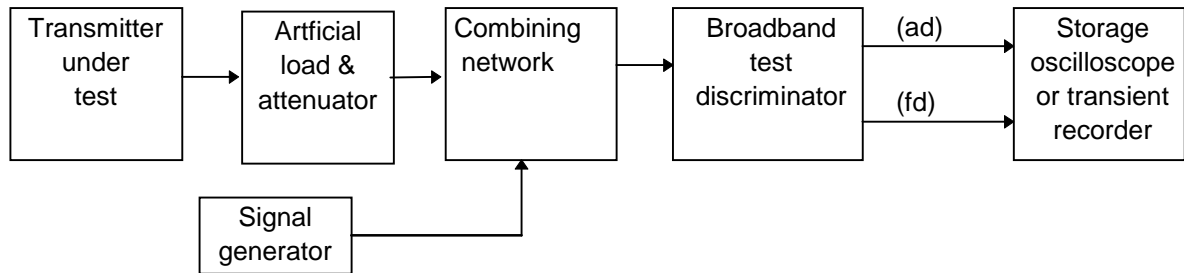 Transmitter
under
test
Artficial
load &
attenuator
Combining
network
Broadband
test
discriminator
(ad)
(fd)
Storage
oscilloscope
or transient
recorder
Signal
generator